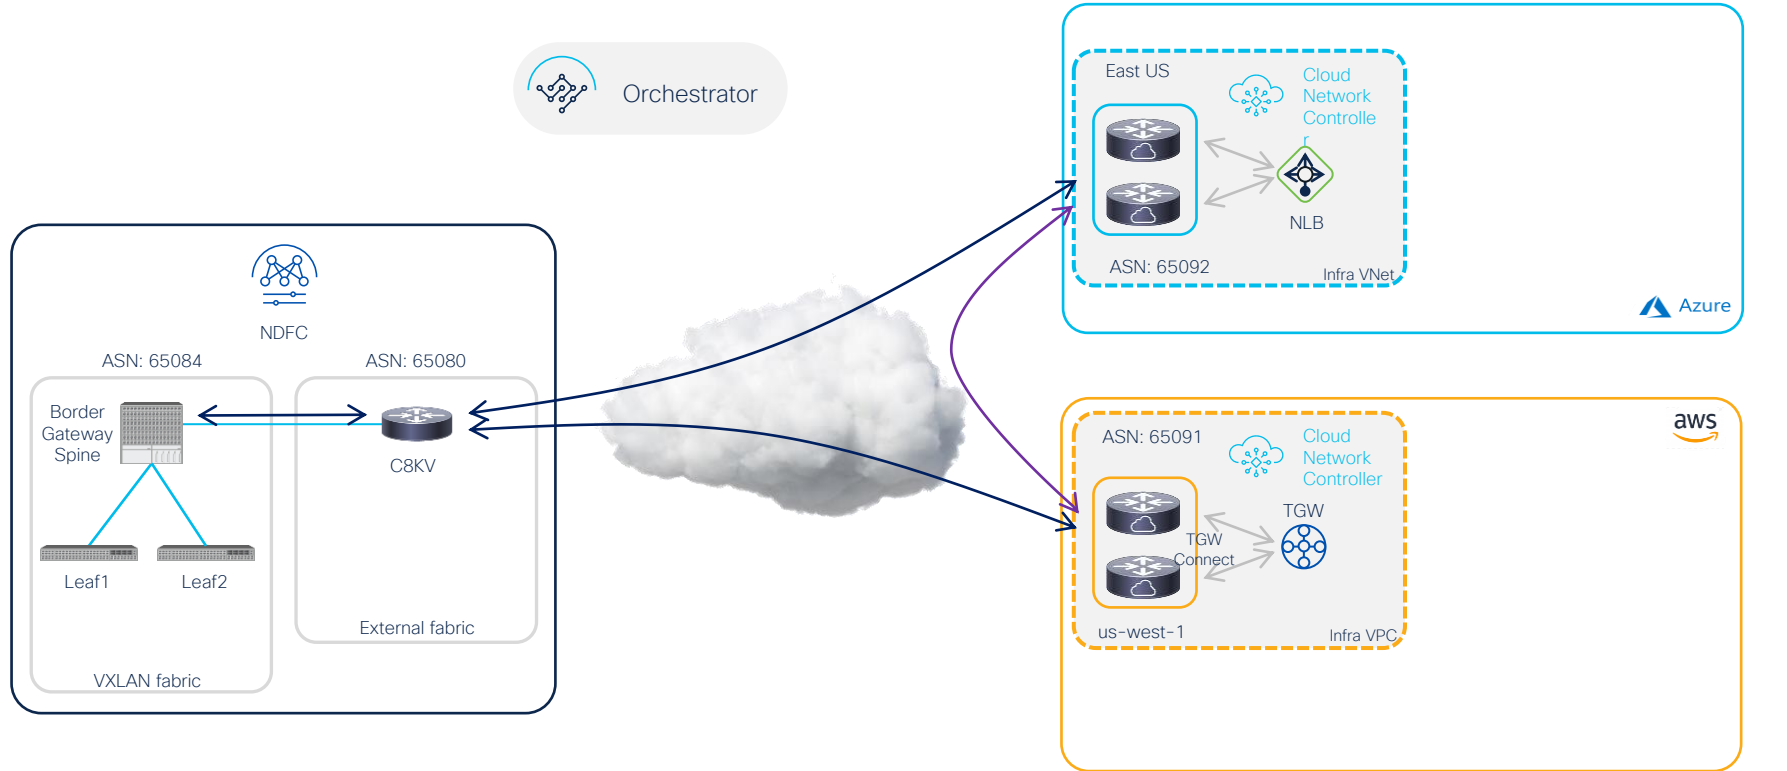 Orchestrator
NDFC
ASN: 65084
ASN: 65080
Border
Gateway
Spine
C8KV
Leaf1
Leaf2
External fabric
VXLAN fabric
East US
Cloud
Network
Controlle
r
NLB
ASN: 65092
Infra VNet
Azure
aws
ASN: 65091
Cloud
Network
Controller
TGW
TGW
Connect
us-west-1
Infra VPC